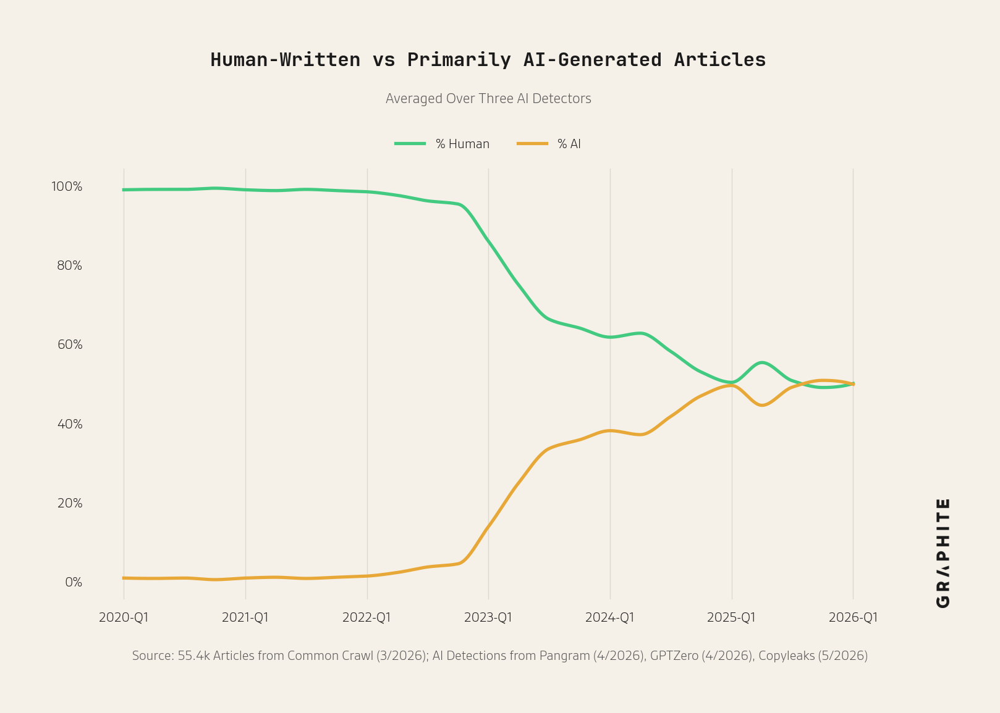 Human-Written vs Primarily AI-Generated Articles
Averaged Over Three AI Detectors
% Human % AI
100%
80%
60%
40%
20%
0%
2020-Q1 2021-Q1 2022-Q1 2023-Q1 2024-Q1 2025-Q1 2026-Q1
Source: 55.4k Articles from Common Crawl (3/2026); AI Detections from Pangram (4/2026), GPTZero (4/2026), Copyleaks (5/2026)
GRAPHITE